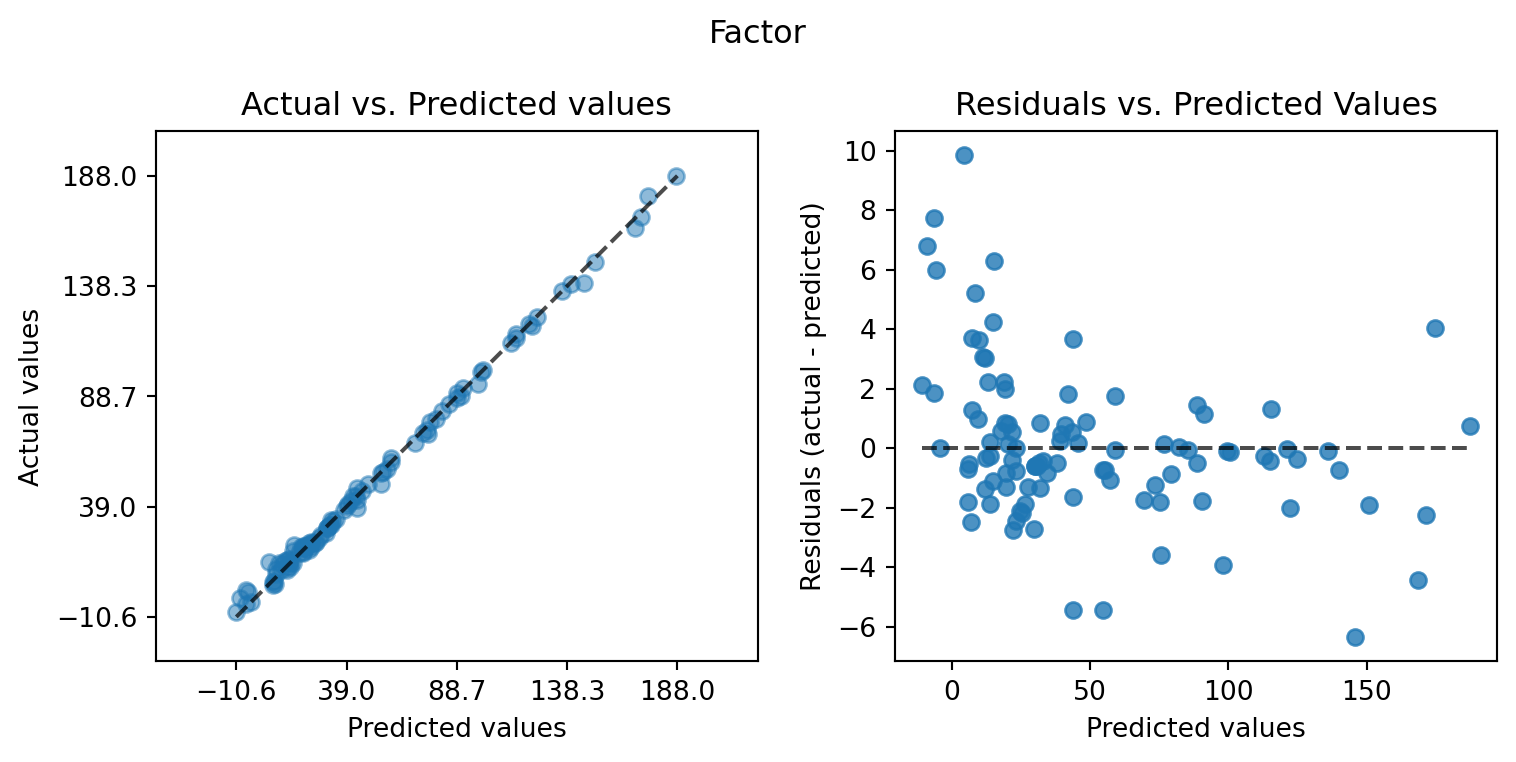 Factor
Actual vs. Predicted values
Actual values
188.0
138.3
88.7
39.0
−10.6
−10.6 39.0 88.7 138.3 188.0
Predicted values
Residuals vs. Predicted Values
Residuals (actual - predicted)
10
8
6
4
2
0
−2
−4
−6
0 50 100 150
Predicted values